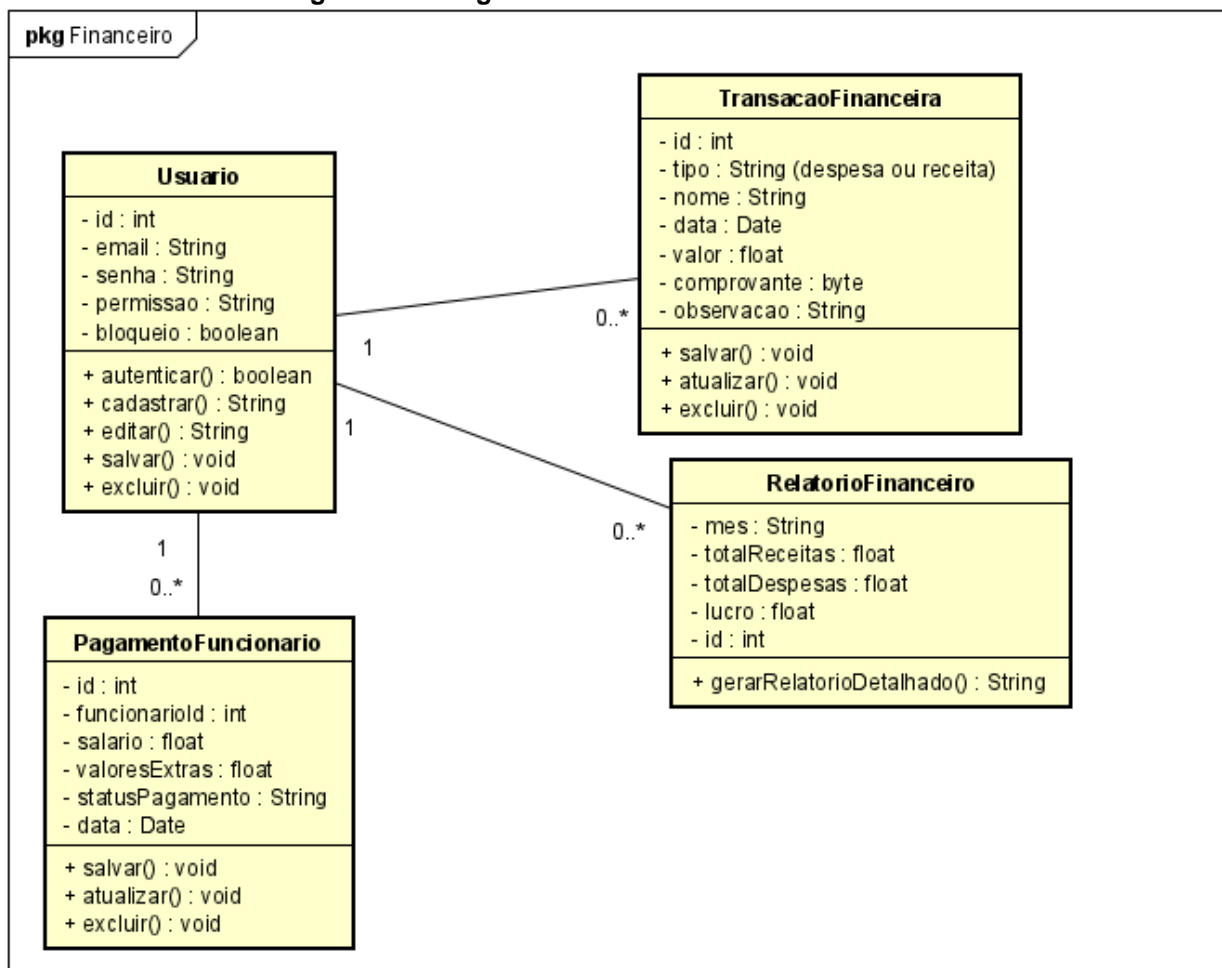 pkg Financeiro
TransacaoFinanceira
- id : int
- tipo : String (despesa ou receita)
- nome : String
- data : Date
- valor : float
- comprovante : byte
- observacao : String
+ salvar() : void
+ atualizar() : void
+ excluir() : void
Usuario
- id : int
- email : String
- senha : String
- permissao : String
- bloqueio : boolean
+ autenticar() : boolean
+ cadastrar() : String
+ editar() : String
+ salvar() : void
+ excluir() : void
1
0..*
1
0..*
1
0..*
RelatorioFinanceiro
- mes : String
- totalReceitas : float
- totalDespesas : float
- lucro : float
- id : int
+ gerarRelatorioDetalhado() : String
PagamentoFuncionario
- id : int
- funcionarioId : int
- salario : float
- valoresExtras : float
- statusPagamento : String
- data : Date
+ salvar() : void
+ atualizar() : void
+ excluir() : void